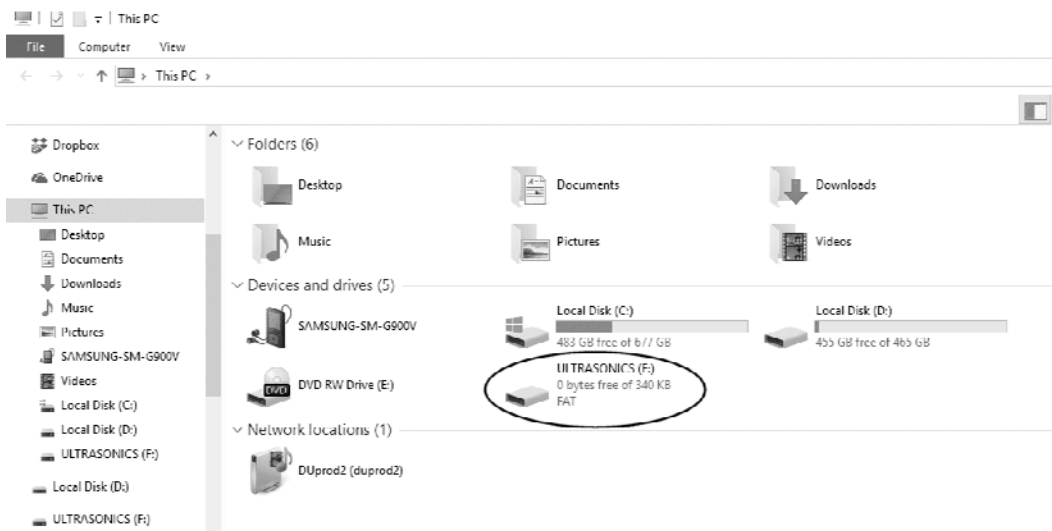 This PC
File Computer View
This PC
Dropbox
OneDrive
This PC
Desktop
Documents
Downloads
Music
Pictures
SAMSUNG-SM-G900V
Videos
Local Disk (C:)
Local Disk (D:)
ULTRASONICS (F:)
Local Disk (D:)
ULTRASONICS (F:)
Folders (6)
Desktop
Documents
Downloads
Music
Pictures
Videos
Devices and drives (5)
SAMSUNG-SM-G900V
Local Disk (C:)
483 GB free of 677 GB
Local Disk (D:)
455 GB free of 465 GB
DVD RW Drive (E:)
DVD
ULTRASONICS (F:)
0 bytes free of 340 KB
FAT
Network locations (1)
DUprod2 (duprod2)